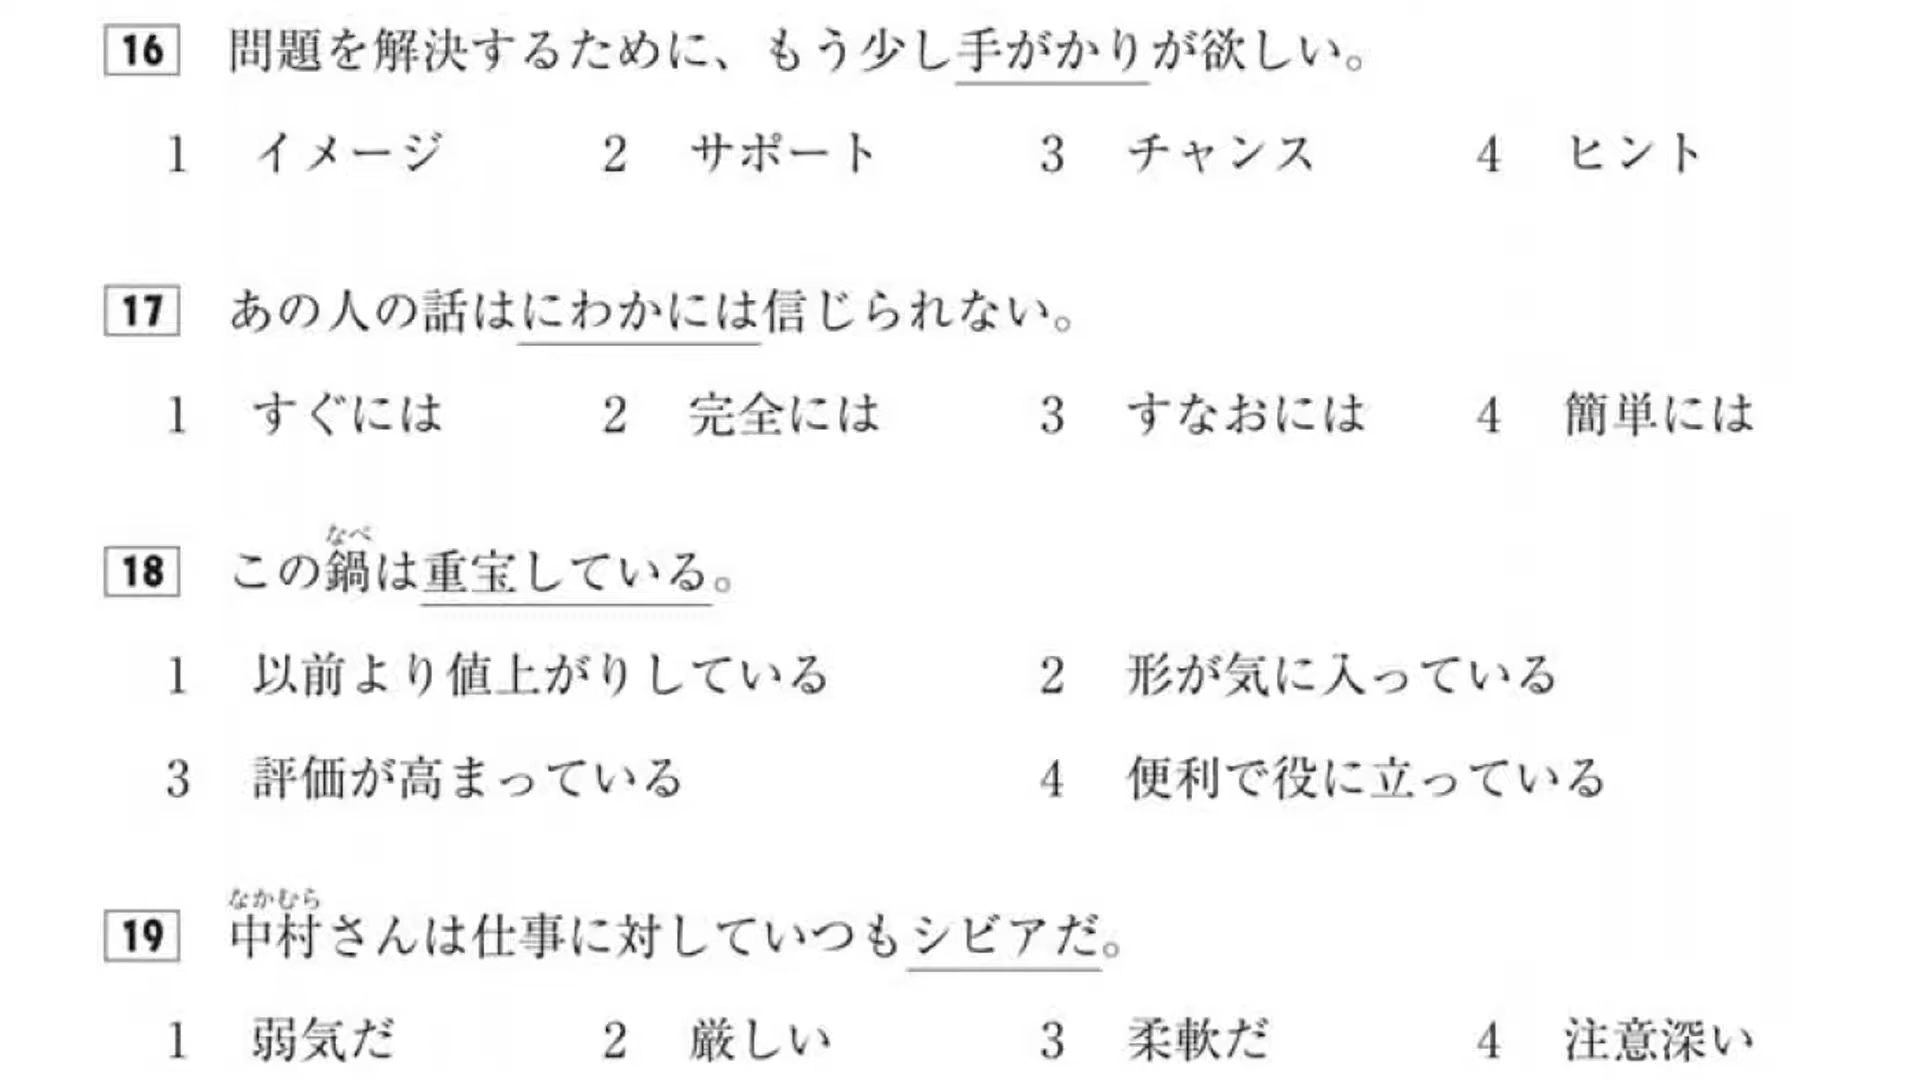 16 問題を解決するために、もう少し手がかりが欲しい。
1 イメージ 2 サポート 3 チャンス 4 ヒント
17 あの人の話はにわかには信じられない。
1 すぐには 2 完全には 3 すなおには 4 簡単には
なべ
18 この鍋は重宝している。
1 以前より値上がりしている 2 形が気に入っている
3 評価が高まっている 4 便利で役に立っている
なかむら
19 中村さんは仕事に対していつもシビアだ。
1 弱気だ 2 厳しい 3 柔軟だ 4 注意深い